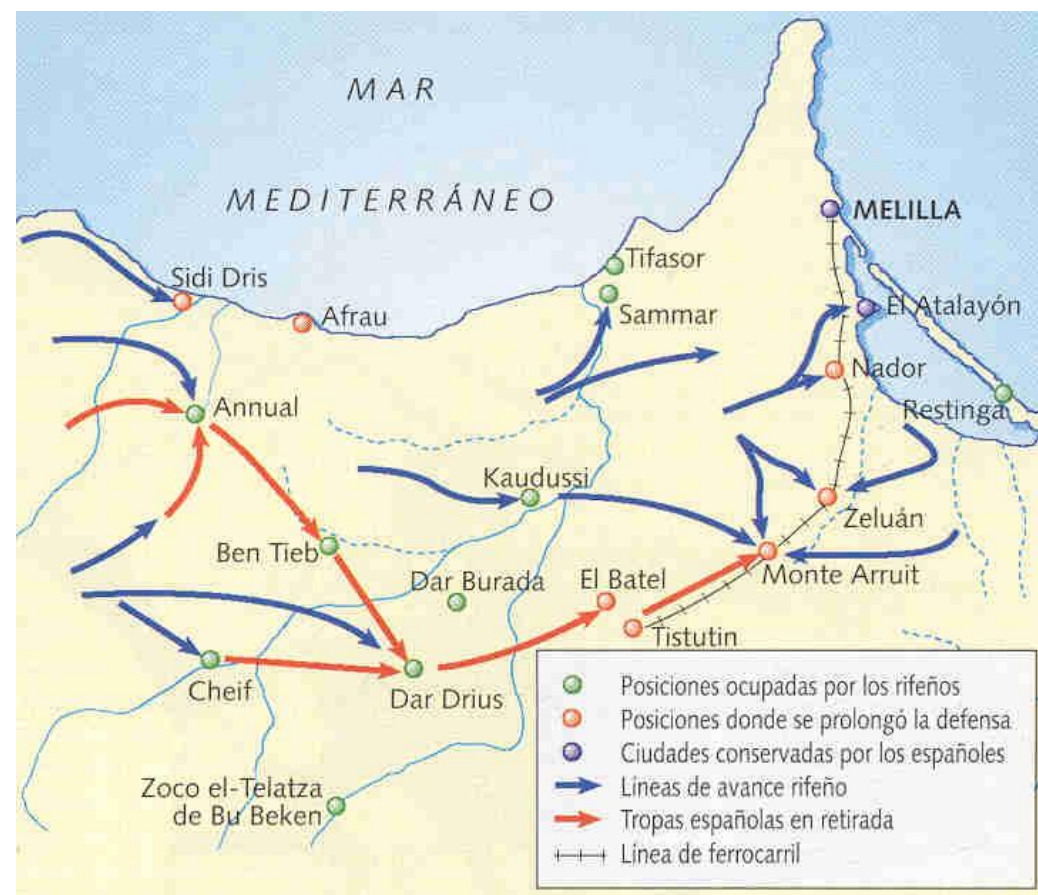 MAR
MEDITERRÁNEO
MELILLA
Tifasor
Sidi Dris
Sammar
El Atalayón
Afrau
Nador
Annual
Restinga
Kaudussi
Zeluán
Ben Tieb
Dar Burada
El Batel
Monte Arruit
Tistutin
Cheif
Dar Drius
Zoco el-Telatza
de Bu Beken
Posiciones ocupadas por los rifeños
Posiciones donde se prolongó la defensa
Ciudades conservadas por los españoles
Líneas de avance rifeño
Tropas españolas en retirada
Línea de ferrocarril